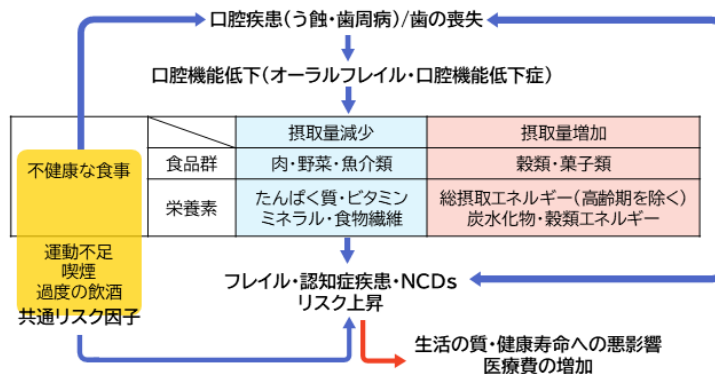 口腔疾患(う蝕・歯周病)/歯の喪失
口腔機能低下(オーラルフレイル・口腔機能低下症)
摂取量減少
摂取量増加
不健康な食事
食品群
肉・野菜・魚介類
穀類・菓子類
栄養素
たんぱく質・ビタミン
ミネラル・食物繊維
総摂取エネルギー(高齢期を除く)
炭水化物・穀類エネルギー
運動不足
喫煙
過度の飲酒
共通リスク因子
フレイル・認知症疾患・NCDs
リスク上昇
生活の質・健康寿命への悪影響
医療費の増加